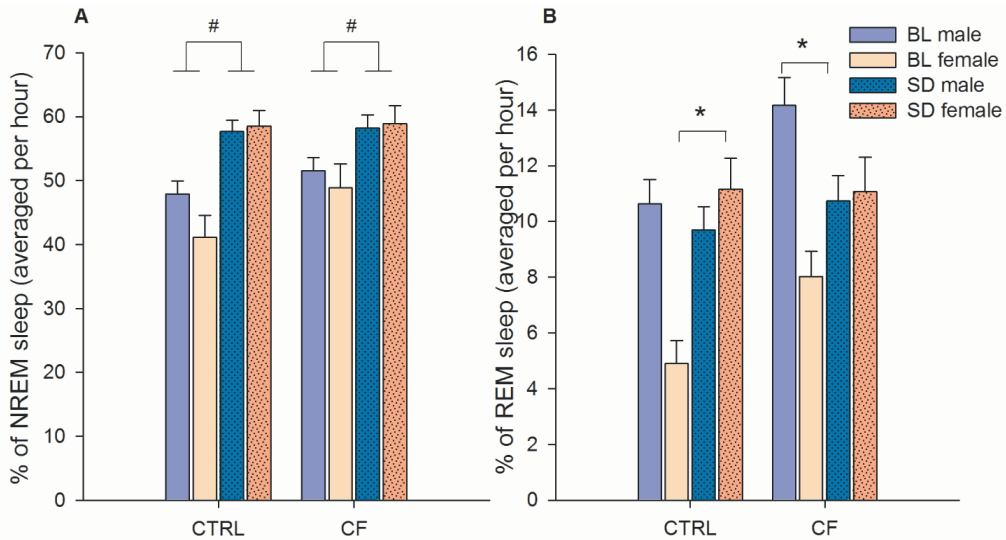 A
# #
70
60
50
40
30
20
10
0
% of NREM sleep (averaged per hour)
CTRL CF
B
* *
14
12
10
8
6
4
2
0
% of REM sleep (averaged per hour)
CTRL CF
BL male
BL female
SD male
SD female